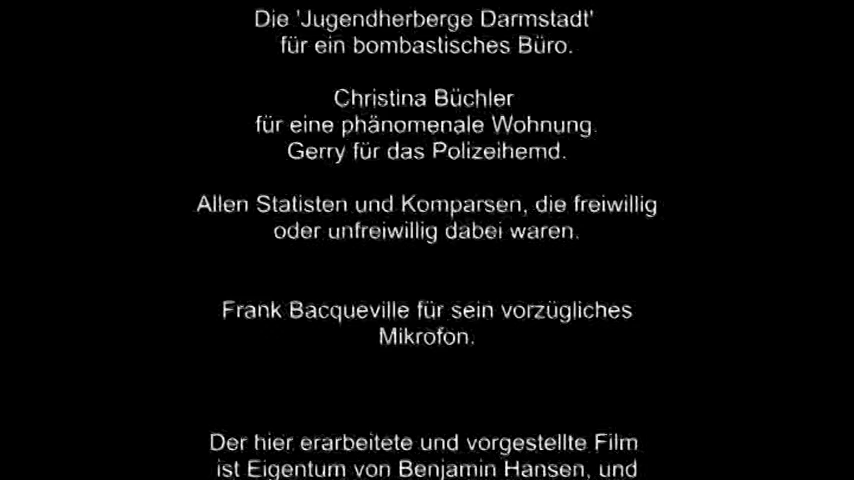 Die 'Jugendherberge Darmstadt'
für ein bombastisches Büro.
Christina Büchler
für eine phänomenale Wohnung.
Gerry für das Polizeihemd.
Allen Statisten und Komparsen, die freiwillig
oder unfreiwillig dabei waren.
Frank Bacqueville für sein vorzügliches
Mikrofon.
Der hier erarbeitete und vorgestellte Film
ist Eigentum von Benjamin Hansen, und